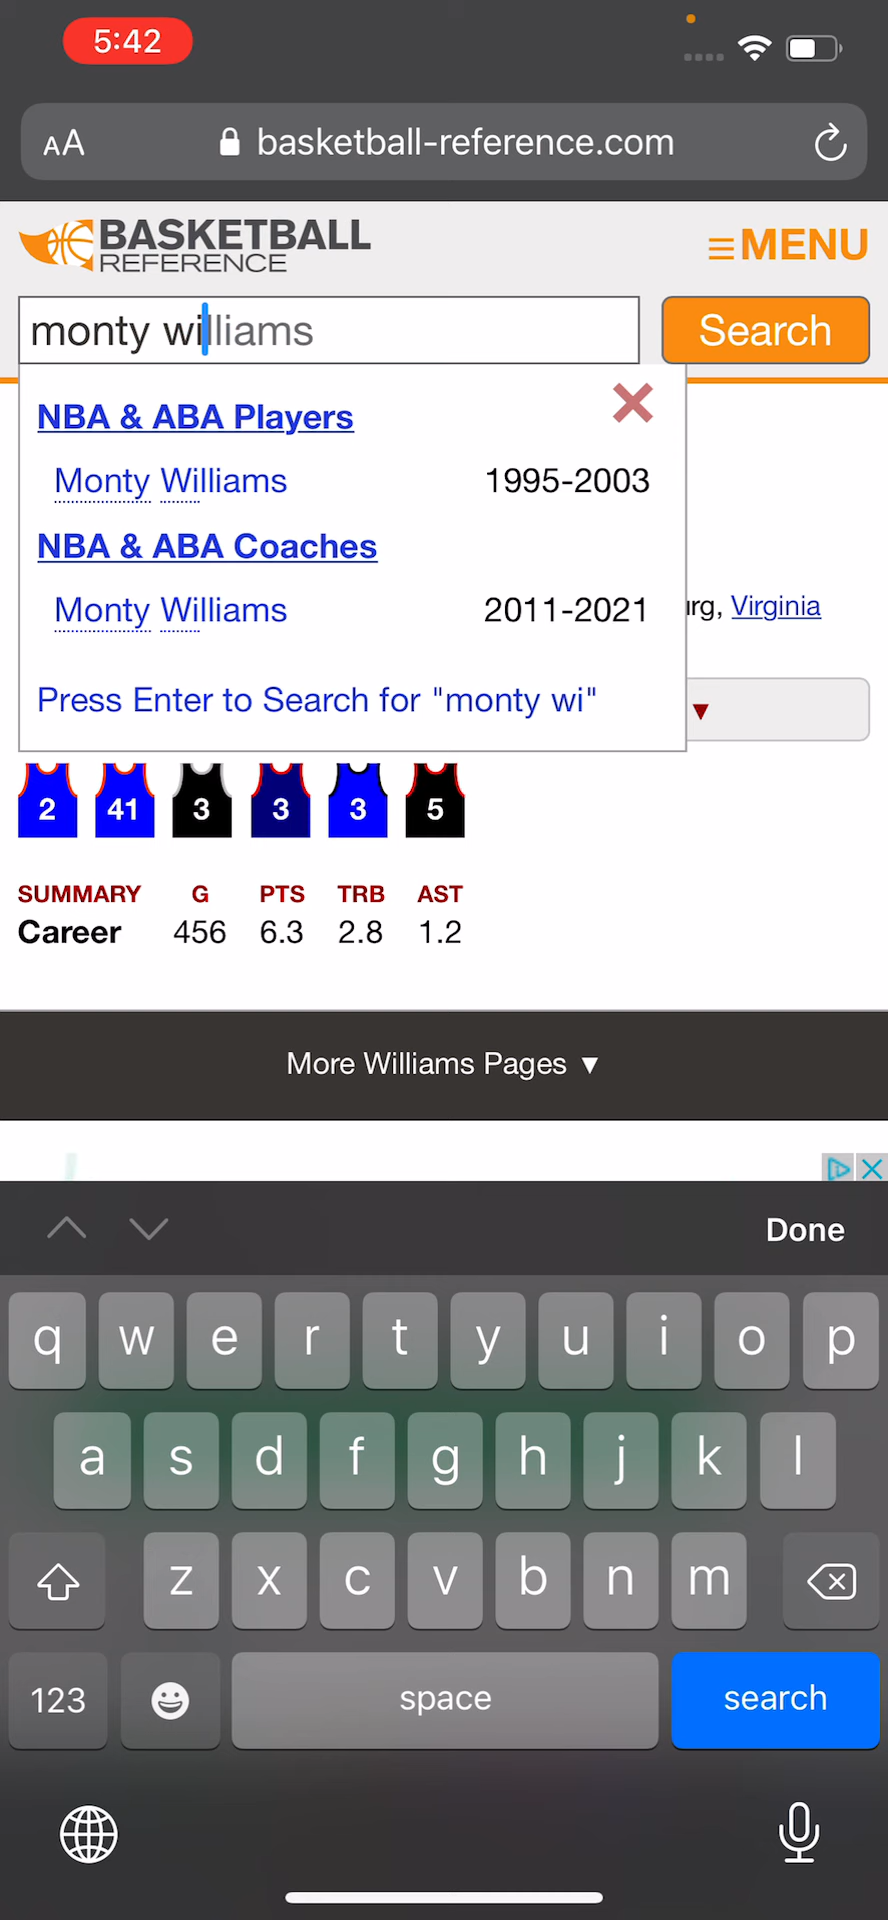 5:42
AA basketball-reference.com
BASKETBALL
REFERENCE
MENU
monty williams
Search
NBA & ABA Players
Monty Williams 1995-2003
NBA & ABA Coaches
Monty Williams 2011-2021
urg, Virginia
Press Enter to Search for "monty wi"
▼
2 41 3 3 3 5
SUMMARY G PTS TRB AST
Career 456 6.3 2.8 1.2
More Williams Pages ▼
Done
q w e r t y u i o p
a s d f g h j k l
z x c v b n m
123 space search